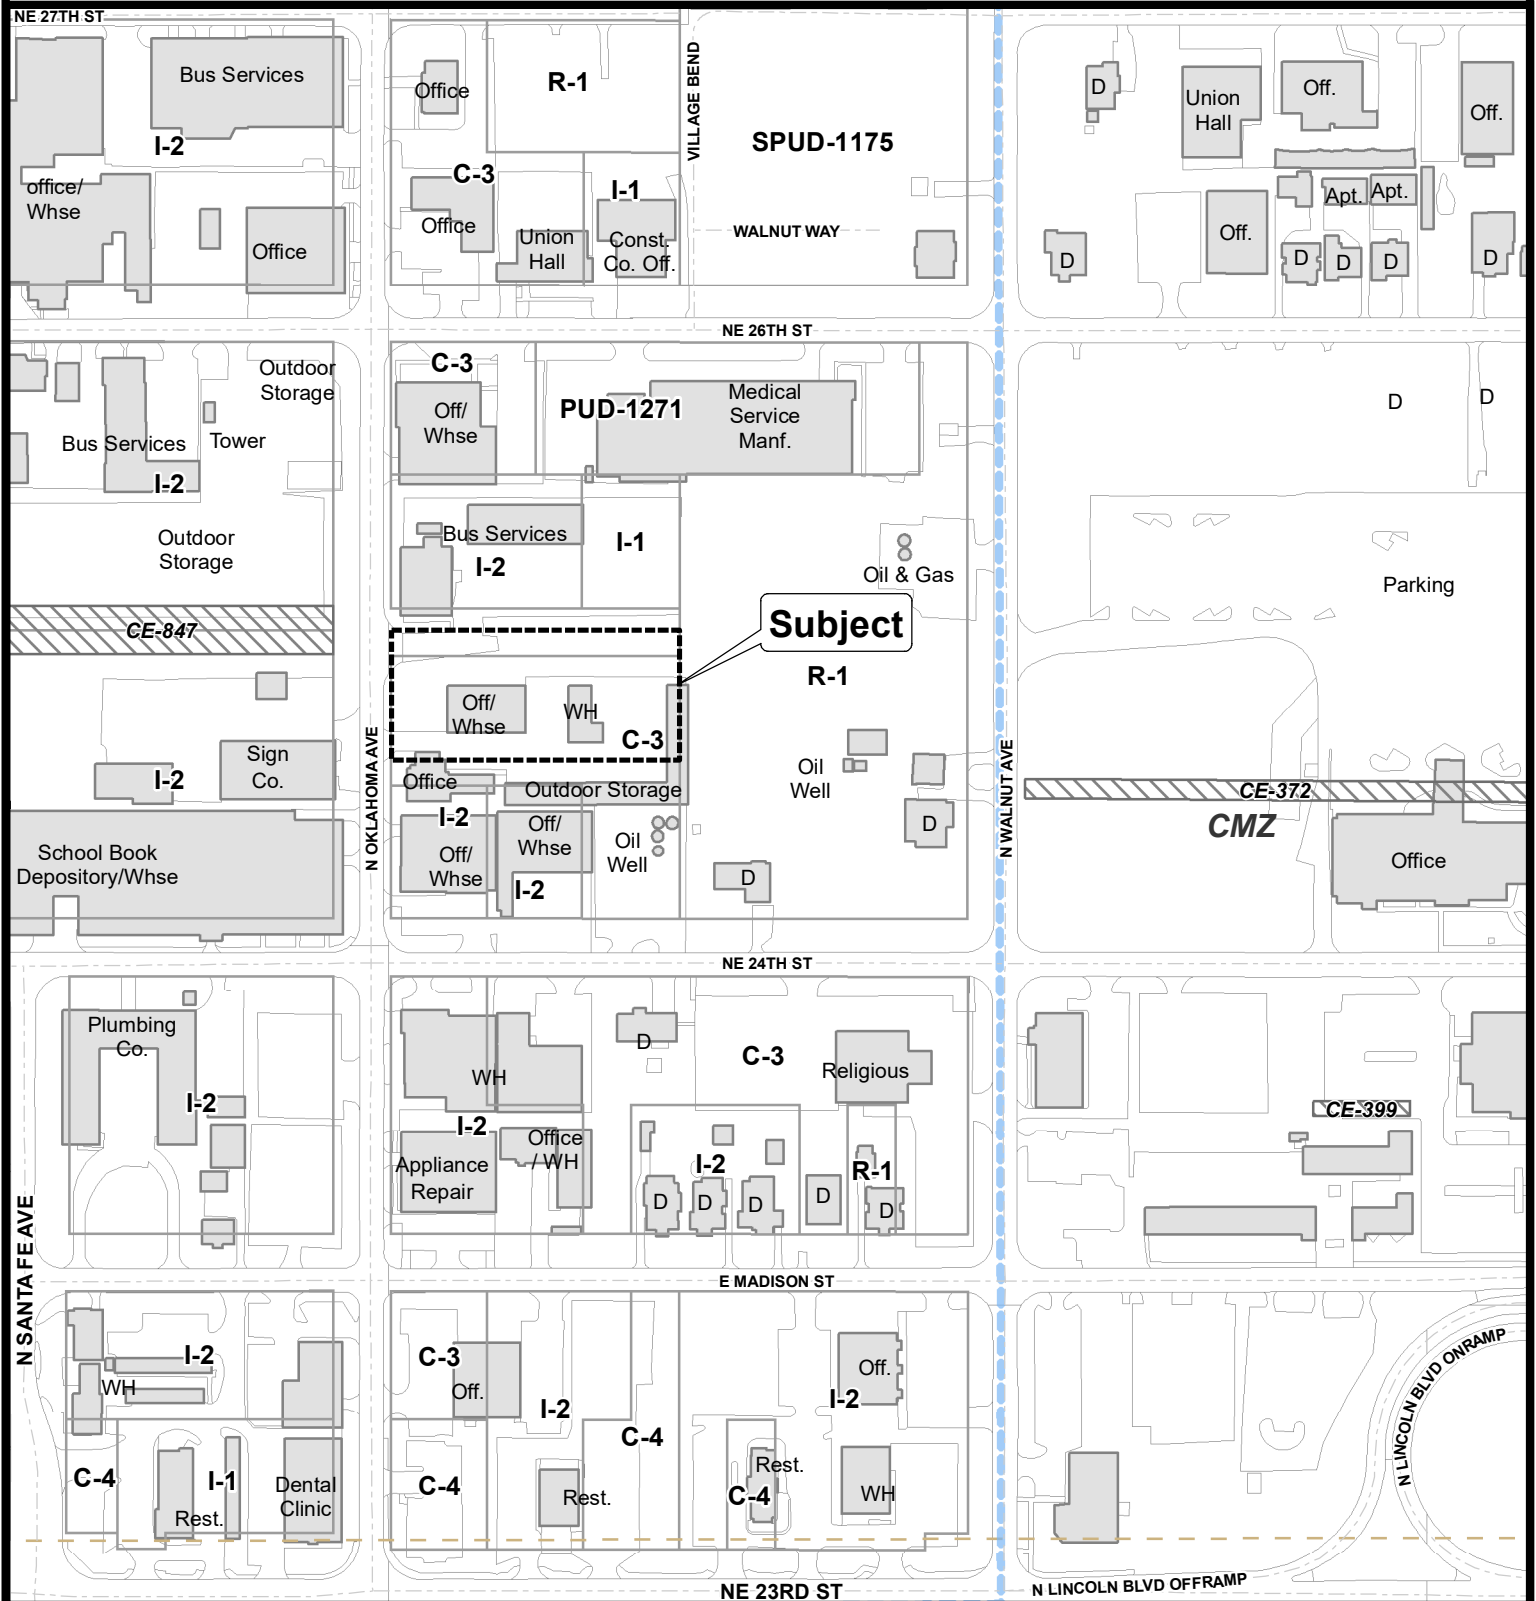 NE 27TH ST
Bus Services
I-2
office/
Whse
Office
Office
R-1
C-3
Office
Union
Hall
I-1
Const.
Co. Off.
VILLAGE BEND
SPUD-1175
WALNUT WAY
D
Union
Hall
Off.
Off.
Apt.
Apt.
Off.
D
D
D
D
D
NE 26TH ST
Outdoor
Storage
Bus Services
Tower
I-2
Outdoor
Storage
CE-847
C-3
Off/
Whse
PUD-1271
Medical
Service
Manf.
Bus Services
I-2
I-1
Oil & Gas
D
D
Parking
Subject
R-1
Off/
Whse
WH
C-3
N OKLAHOMA AVE
N WALNUT AVE
Sign
Co.
I-2
Office
Outdoor Storage
I-2
Off/
Whse
Off/
Whse
I-2
Oil
Well
Oil
Well
D
D
CE-372
CMZ
Office
School Book
Depository/Whse
NE 24TH ST
Plumbing
Co.
I-2
WH
D
C-3
Religious
I-2
Office
/ WH
Appliance
Repair
I-2
R-1
D
D
D
D
D
CE-399
N SANTA FE AVE
E MADISON ST
I-2
WH
C-4
I-1
Rest.
Dental
Clinic
C-3
Off.
I-2
C-4
C-4
Rest.
Off.
I-2
Rest.
C-4
WH
N LINCOLN BLVD ONRAMP
NE 23RD ST
N LINCOLN BLVD OFFRAMP